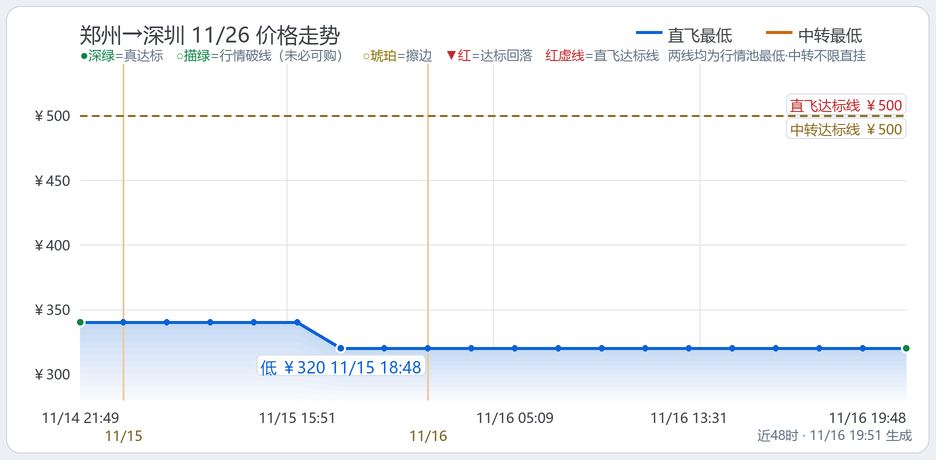 郑州→深圳 11/26 价格走势
直飞最低 中转最低
●深绿=真达标 ○描绿=行情破线（未必可购） ○琥珀=擦边 ▼红=达标回落 红虚线=直飞达标线 两线均为行情池最低·中转不限直挂
直飞达标线 ￥500
￥500
中转达标线 ￥500
￥450
￥400
￥350
低 ￥320 11/15 18:48
￥300
11/14 21:49 11/15 15:51 11/16 05:09 11/16 13:31 11/16 19:48
11/15 11/16 近48时 · 11/16 19:51 生成